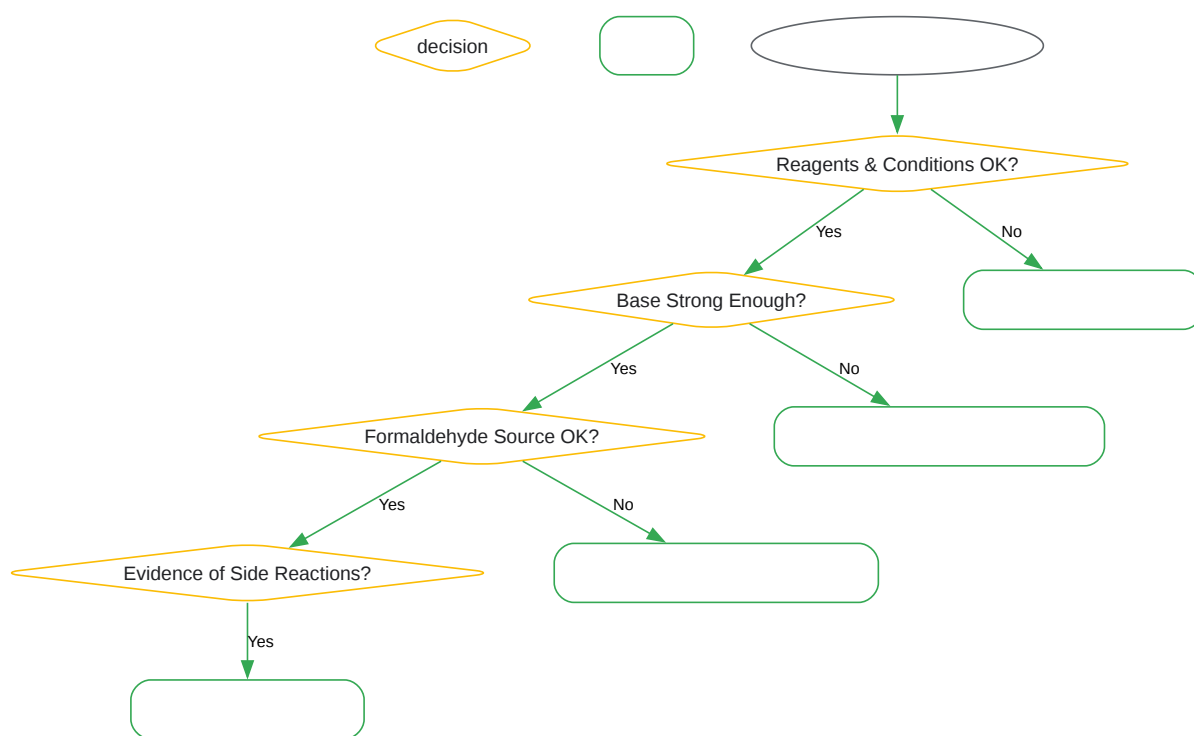 decision
Reagents & Conditions OK?
Yes
No
Base Strong Enough?
Yes
No
Formaldehyde Source OK?
Yes
No
Evidence of Side Reactions?
Yes